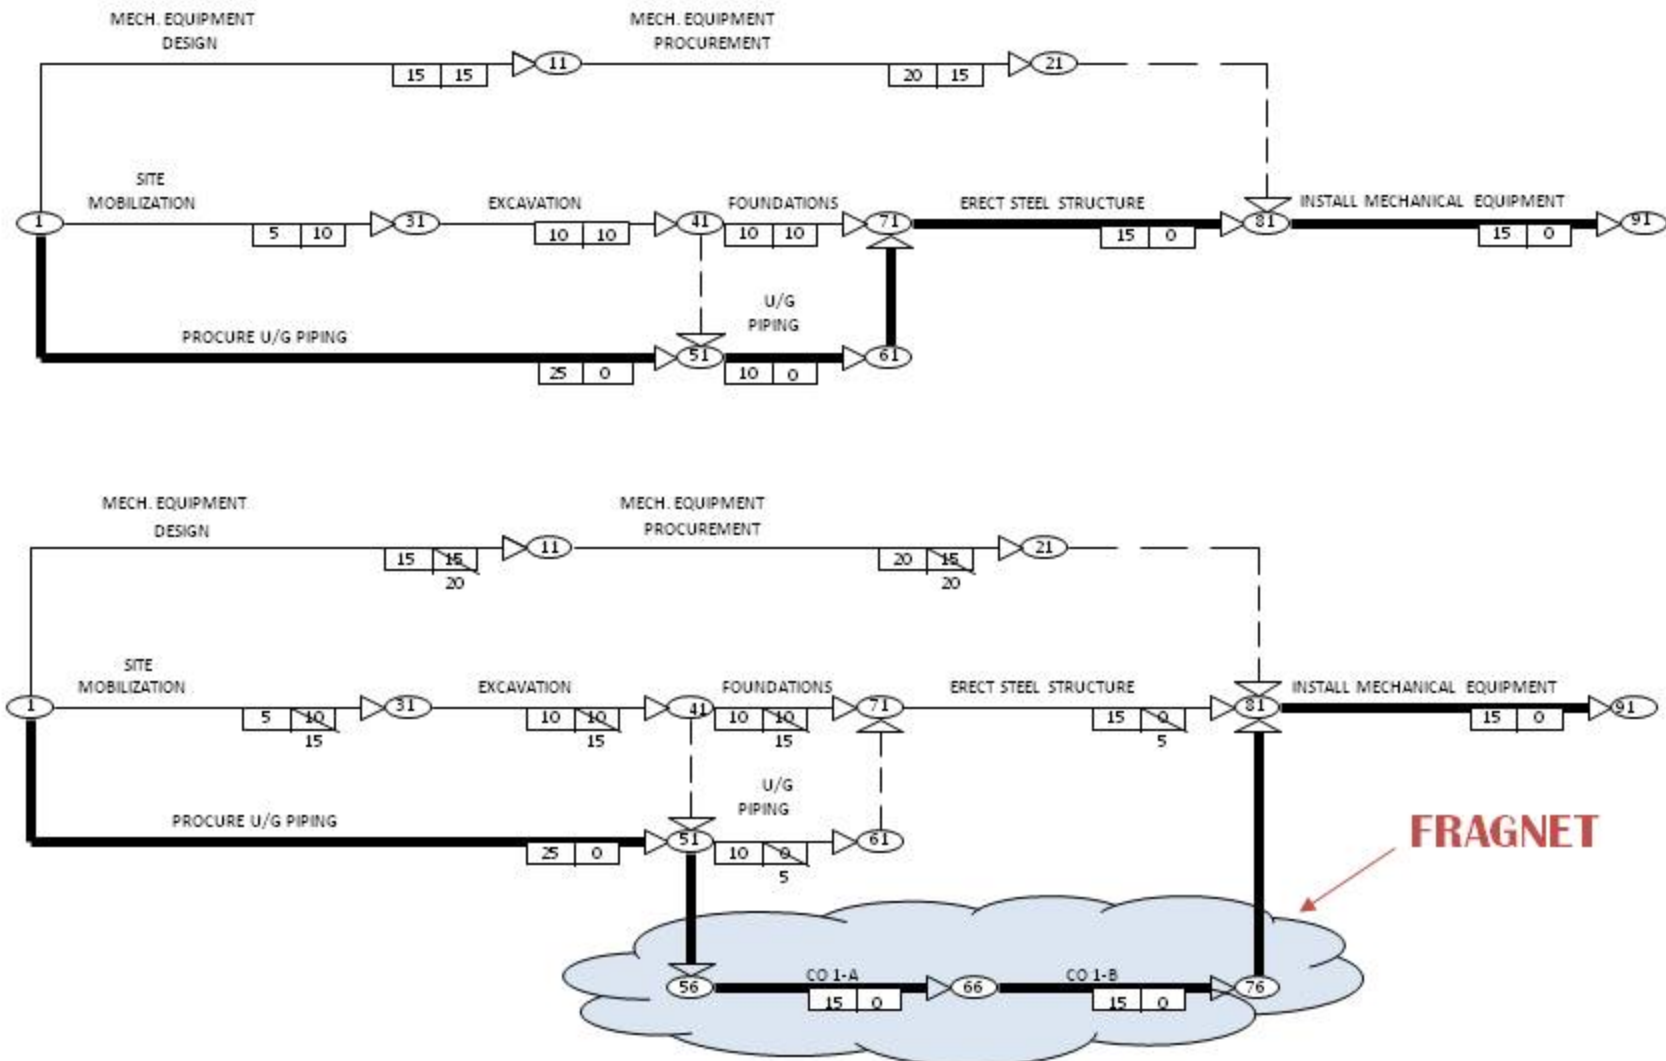 MECH. EQUIPMENT
DESIGN
MECH. EQUIPMENT
PROCUREMENT
15 15
11
20 15
21
SITE
MOBILIZATION
1
5 10
31
EXCAVATION
10 10
41
FOUNDATIONS
10 10
71
ERECT STEEL STRUCTURE
15 0
81
INSTALL MECHANICAL EQUIPMENT
15 0
91
U/G
PIPING
PROCURE U/G PIPING
25 0
51
10 0
61
MECH. EQUIPMENT
DESIGN
MECH. EQUIPMENT
PROCUREMENT
15 15
20
11
20 15
20
21
SITE
MOBILIZATION
1
5 10
15
31
EXCAVATION
10 10
15
41
FOUNDATIONS
10 10
15
71
ERECT STEEL STRUCTURE
15 0
5
81
INSTALL MECHANICAL EQUIPMENT
15 0
91
U/G
PIPING
PROCURE U/G PIPING
25 0
51
10 0
5
61
FRAGNET
56
CO 1-A
15 0
66
CO 1-B
15 0
76